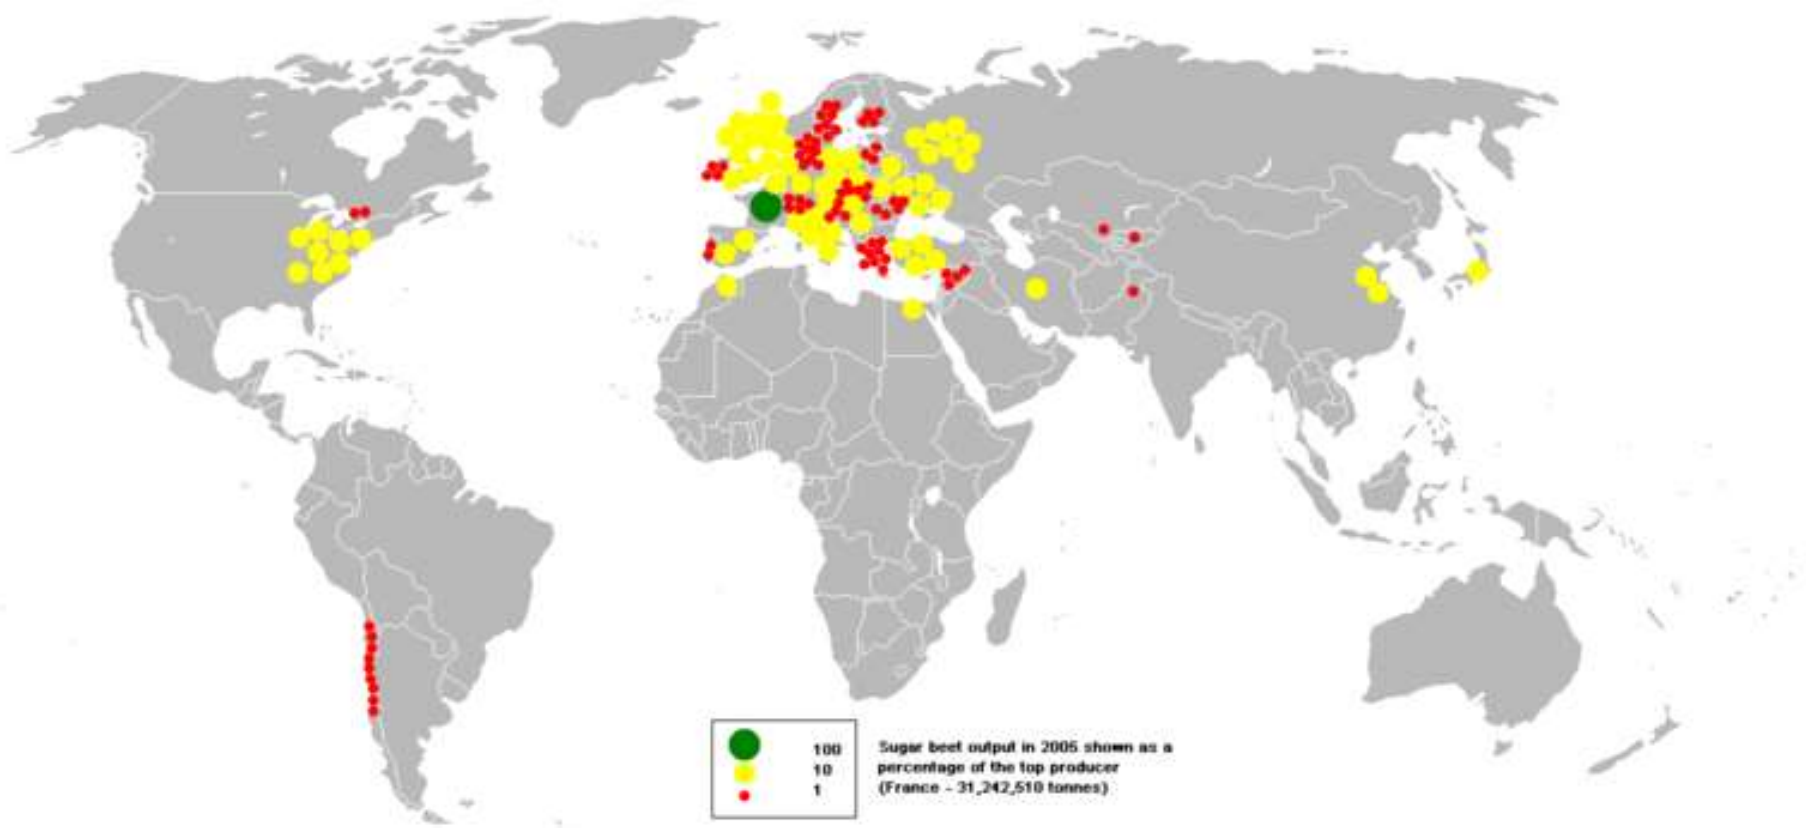 100
10
1
Sugar beet output in 2005 shown as a
percentage of the top producer
(France - 31,242,510 tonnes)